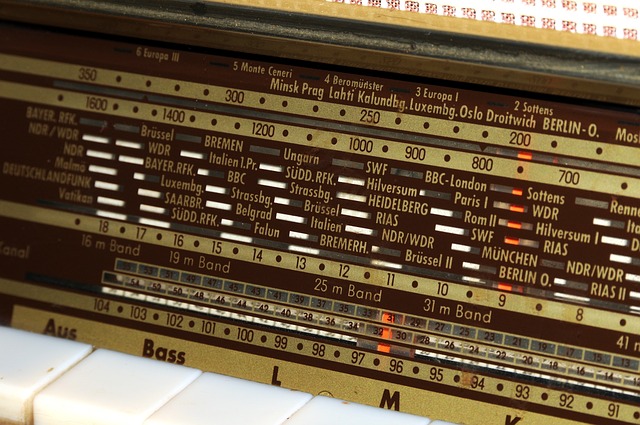 6 Europa III 5 Monte Ceneri 4 Beromünster 3 Europa I 2 Sottens
Minsk Prag Lahti Kalundbg. Luxembg. Oslo Droitwich BERLIN-O.
350 300 250 200
1600 1400 1200 1000 900 800 700
BAYER. RFK. Brüssel BREMEN Ungarn SWF BBC-London Sottens
NDR/WDR WDR Italien I.Pr. SÜDD.RFK. Hilversum Paris I WDR
NDR BAYER.RFK. BBC Strassbg. HEIDELBERG Rom II Hilversum I
Malmö Luxembg. Strassbg. Brüssel RIAS SWF RIAS
DEUTSCHLANDFUNK SAARBR. Belgrad Italien NDR/WDR MÜNCHEN NDR/WDR
Vatikan SÜDD.RFK. Falun BREMERH. Brüssel II BERLIN O. RIAS II
18 17 16 15 14 13 12 11 10 9 8
16 m Band 19 m Band 25 m Band 31 m Band 41
104 103 102 101 100 99 98 97 96 95 94 93 92 91
Aus Bass L M